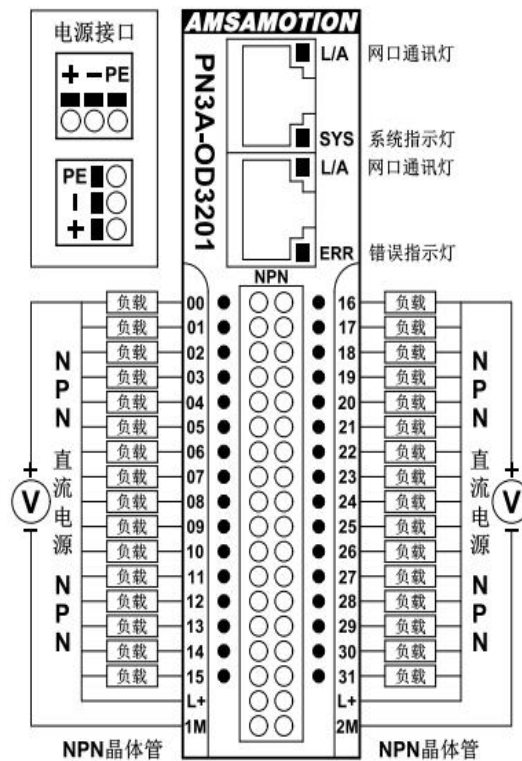 电源接口
+ − PE
PE
−
+
AMSAMOTION
PN3A-OD3201
L/A 网口通讯灯
SYS 系统指示灯
L/A 网口通讯灯
ERR 错误指示灯
NPN
负载 00 16 负载
负载 01 17 负载
负载 02 18 负载
负载 03 19 负载
负载 04 20 负载
负载 05 21 负载
负载 06 22 负载
负载 07 23 负载
负载 08 24 负载
负载 09 25 负载
负载 10 26 负载
负载 11 27 负载
负载 12 28 负载
负载 13 29 负载
负载 14 30 负载
负载 15 31 负载
L+ L+
1M 2M
NPN 直流电源 NPN
+
V
−
NPN 直流电源 NPN
+
V
−
NPN晶体管
NPN晶体管